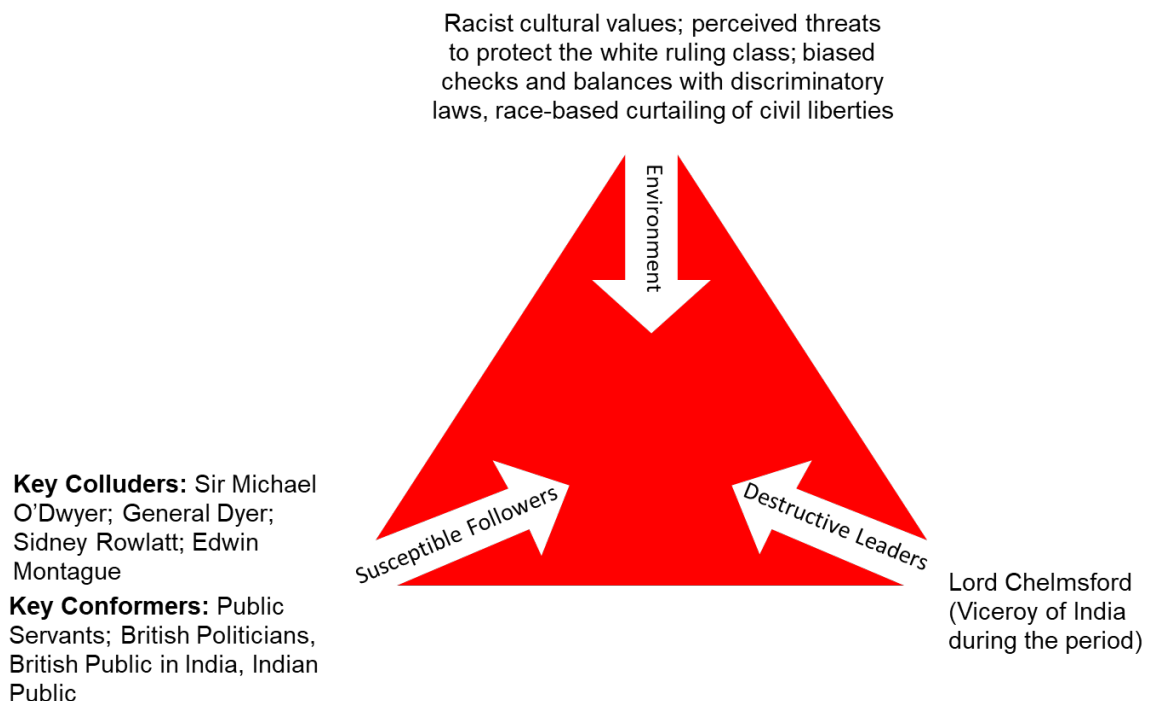 Racist cultural values; perceived threats
to protect the white ruling class; biased
checks and balances with discriminatory
laws, race-based curtailing of civil liberties
Environment
Key Colluders: Sir Michael
O'Dwyer; General Dyer;
Sidney Rowlatt; Edwin
Montague
Key Conformers: Public
Servants; British Politicians,
British Public in India, Indian
Public
Susceptible Followers
Destructive Leaders
Lord Chelmsford
(Viceroy of India
during the period)